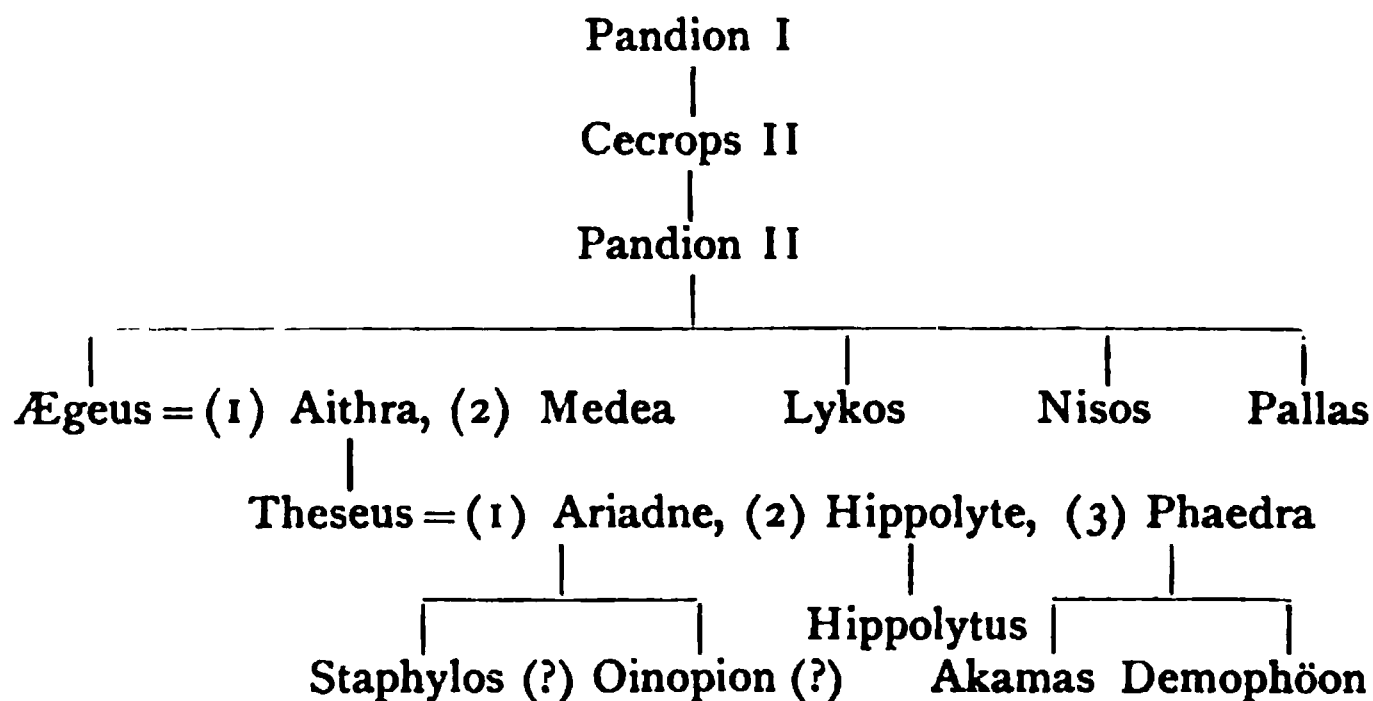 Pandion I
Cecrops II
Pandion II
Ægeus = (1) Aithra, (2) Medea Lykos Nisos Pallas
Theseus = (1) Ariadne, (2) Hippolyte, (3) Phaedra
Hippolytus
Staphylos (?) Oinopion (?) Akamas Demophöon